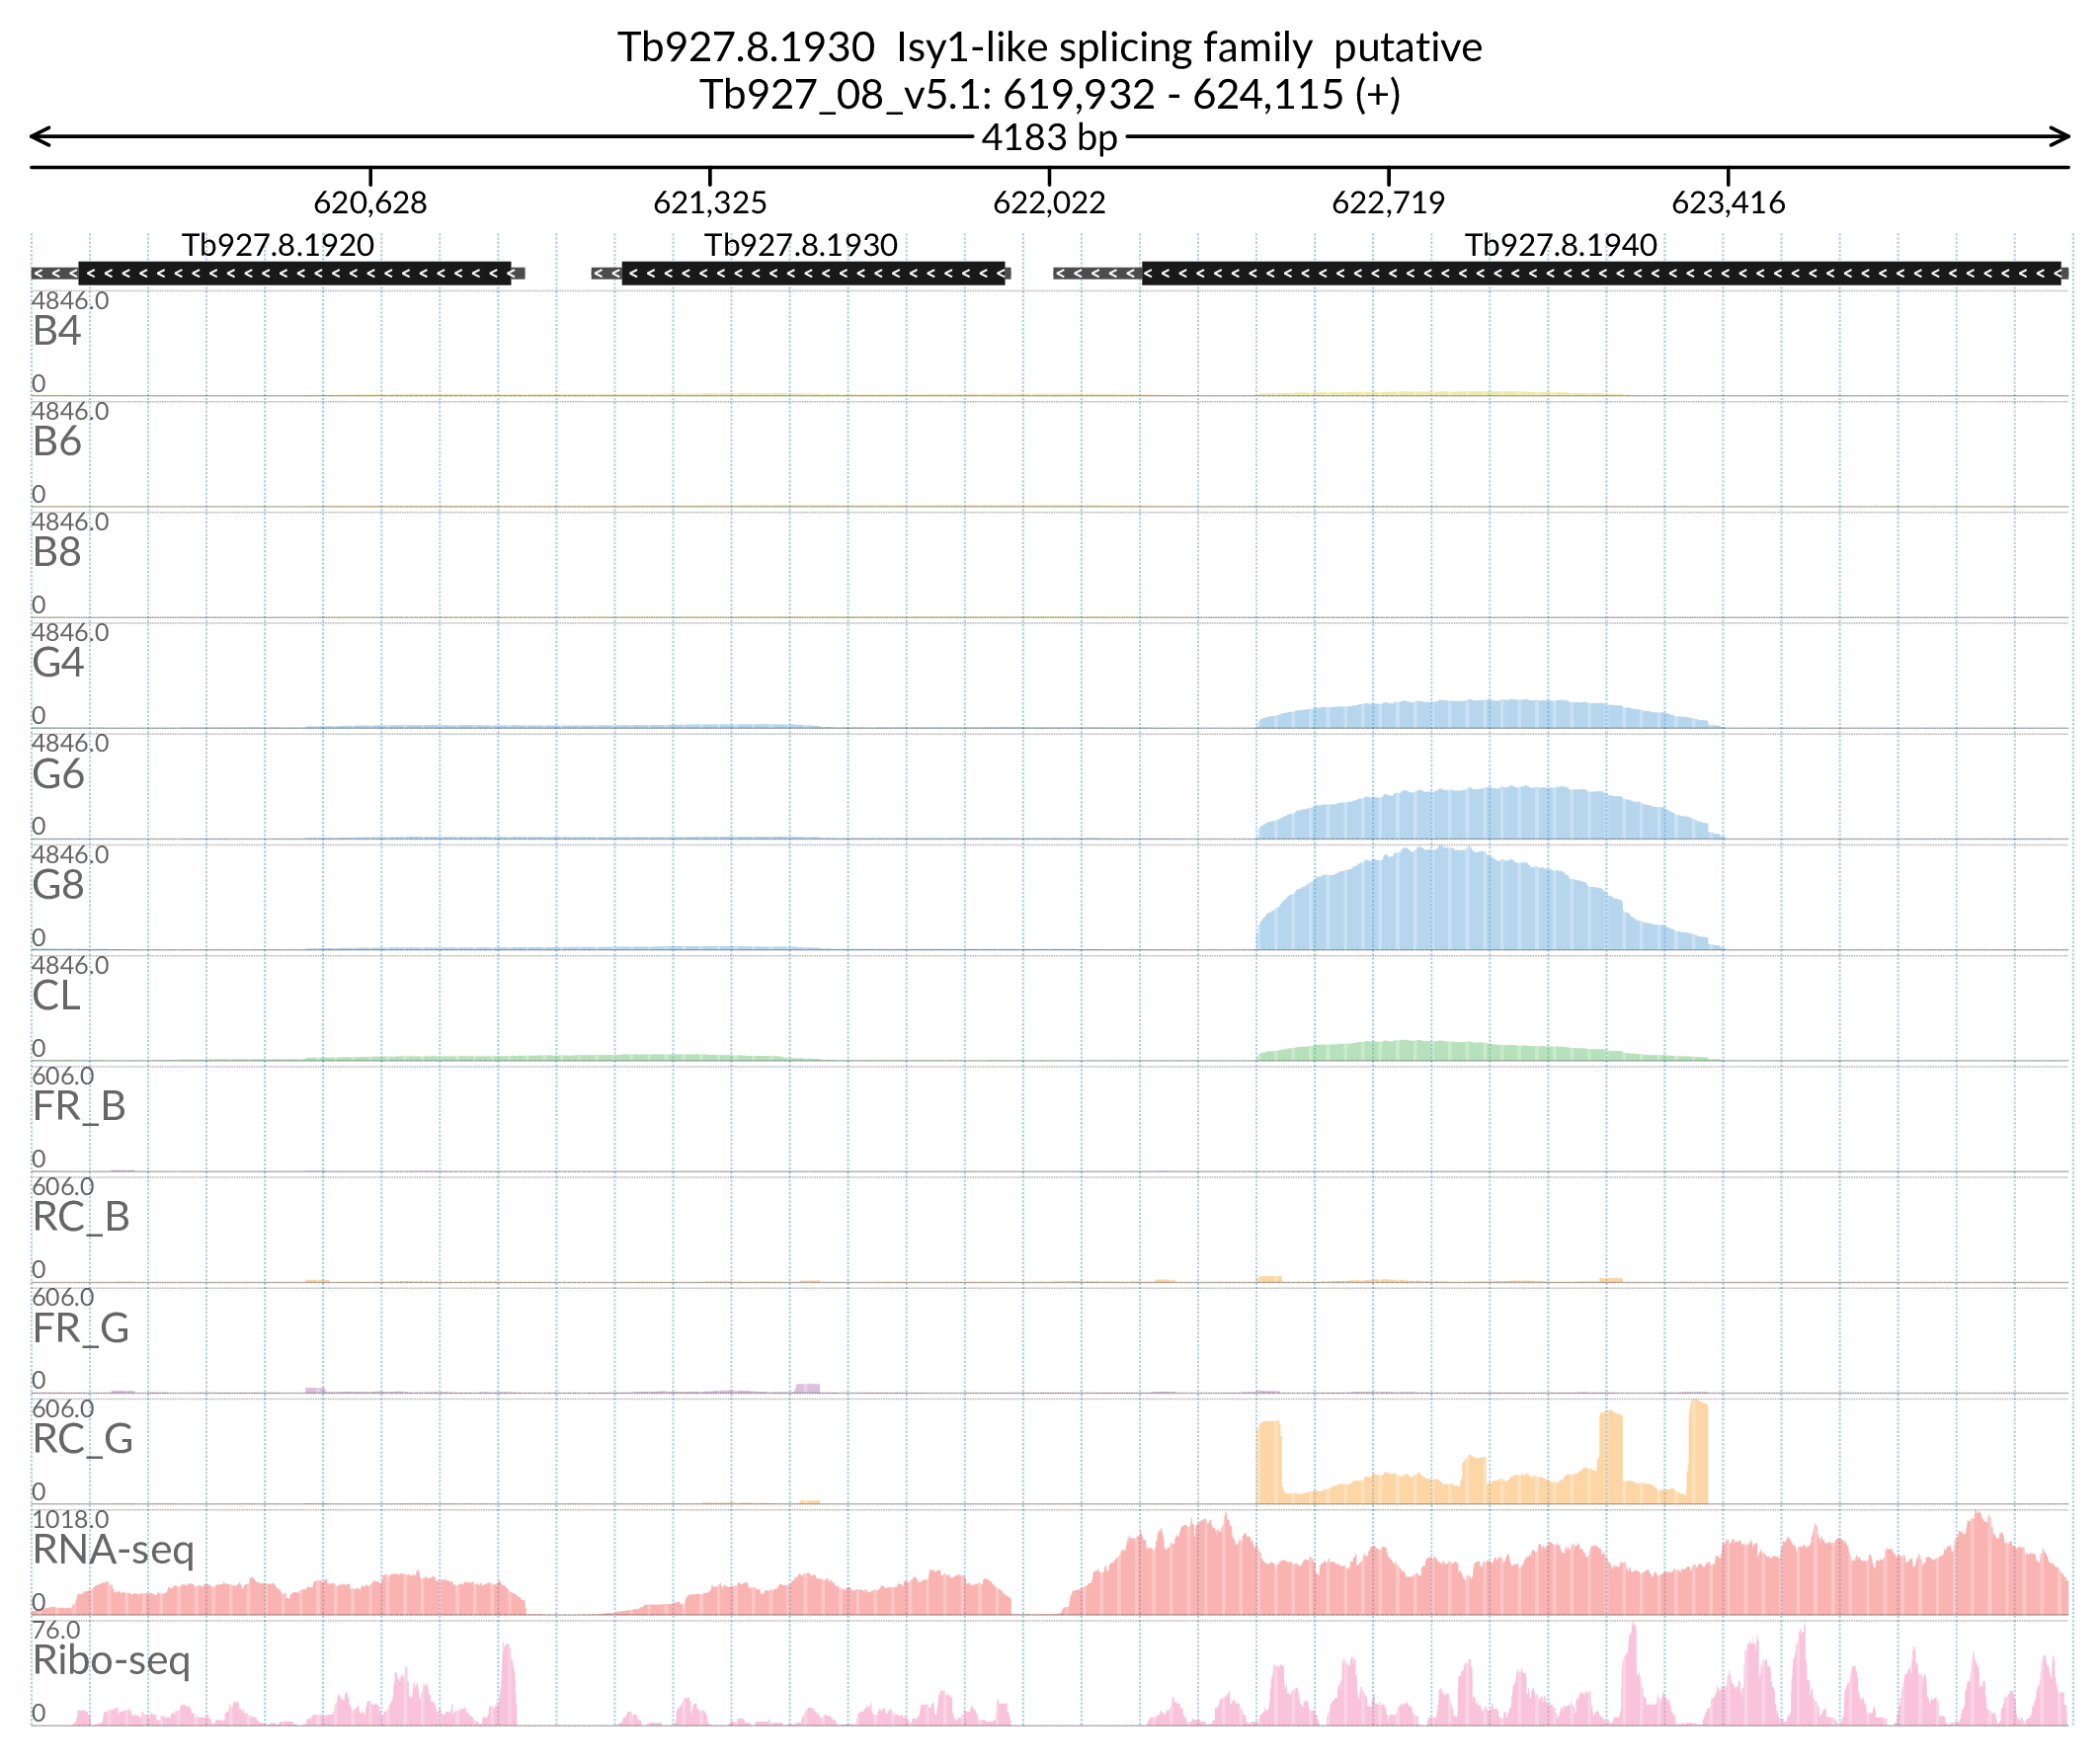 Tb927.8.1930  Isy1-like splicing family  putative
Tb927_08_v5.1: 619,932 - 624,115 (+)
4183 bp
620,628 621,325 622,022 622,719 623,416
Tb927.8.1920 Tb927.8.1930 Tb927.8.1940
4846.0
B4
0
4846.0
B6
0
4846.0
B8
0
4846.0
G4
0
4846.0
G6
0
4846.0
G8
0
4846.0
CL
0
606.0
FR_B
0
606.0
RC_B
0
606.0
FR_G
0
606.0
RC_G
0
1018.0
RNA-seq
0
76.0
Ribo-seq
0